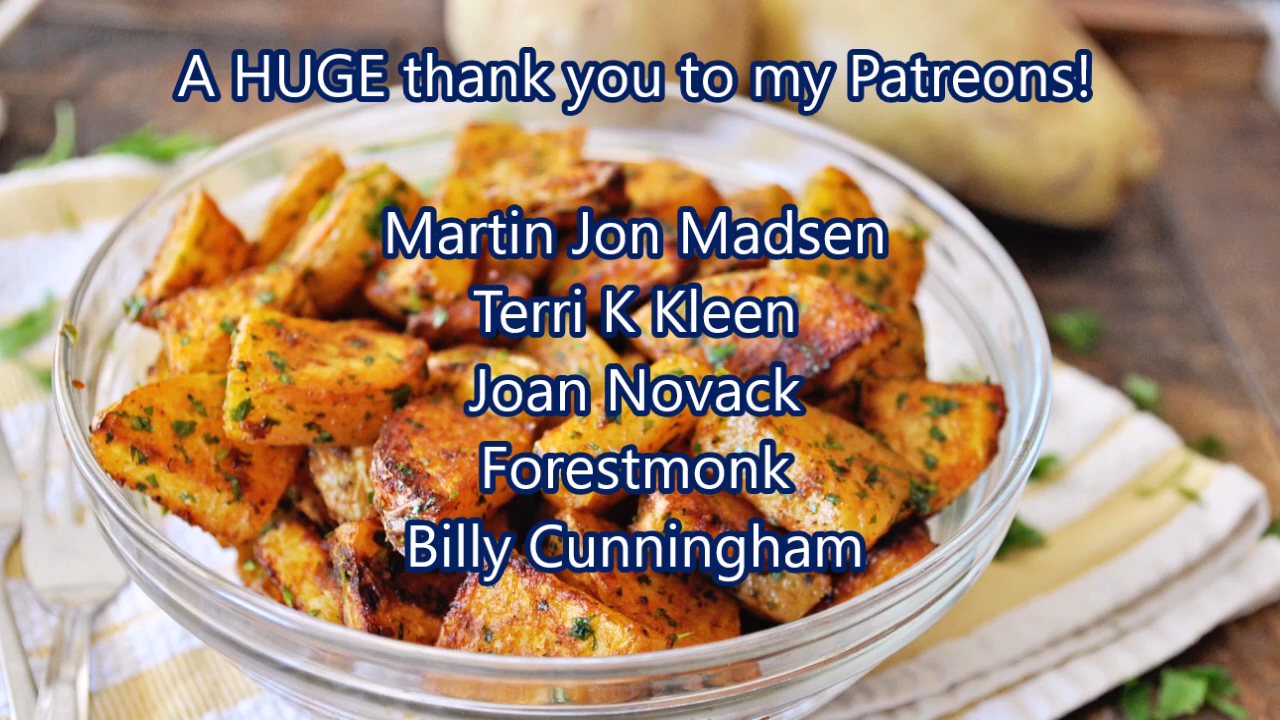 A HUGE thank you to my Patreons!
Martin Jon Madsen
Terri K Kleen
Joan Novack
Forestmonk
Billy Cunningham